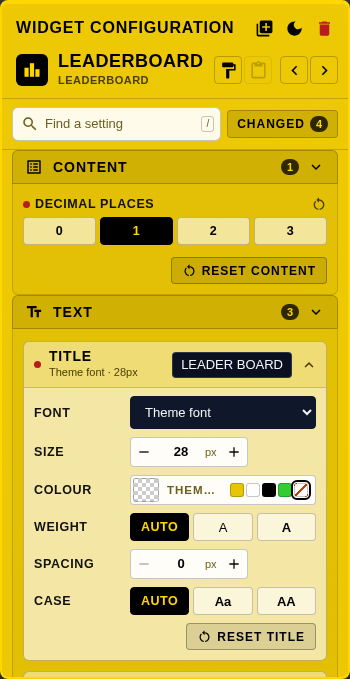 WIDGET CONFIGURATION
LEADERBOARD
LEADERBOARD
Find a setting /
CHANGED 4
CONTENT 1
DECIMAL PLACES
0 1 2 3
RESET CONTENT
TEXT 3
TITLE
Theme font · 28px
LEADER BOARD
FONT Theme font
SIZE − 28 px +
COLOUR THEM...
WEIGHT AUTO A A
SPACING − 0 px +
CASE AUTO Aa AA
RESET TITLE